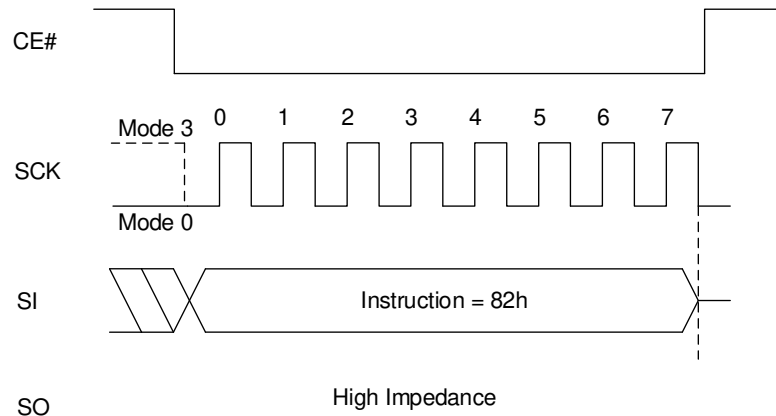 CE#
Mode 3 0 1 2 3 4 5 6 7
SCK
Mode 0
SI Instruction = 82h
SO High Impedance